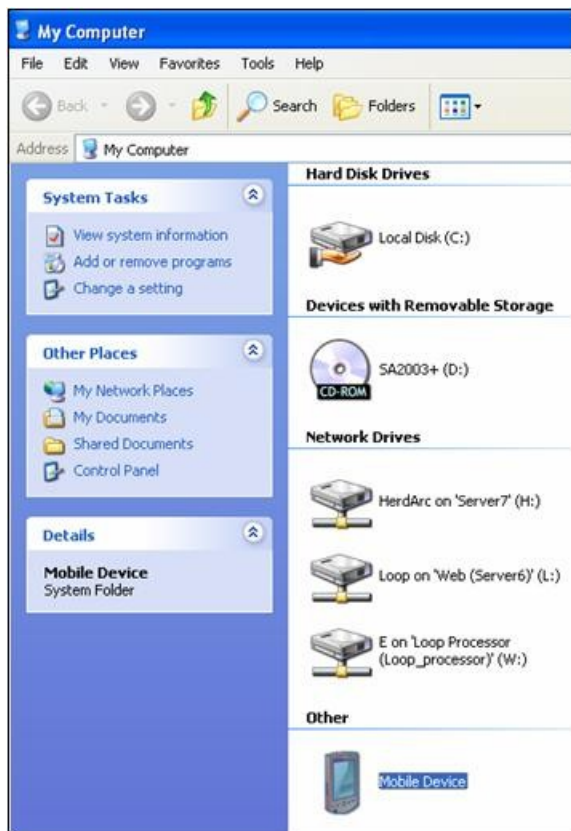 My Computer
File Edit View Favorites Tools Help
Back Search Folders
Address My Computer
System Tasks
View system information
Add or remove programs
Change a setting
Other Places
My Network Places
My Documents
Shared Documents
Control Panel
Details
Mobile Device
System Folder
Hard Disk Drives
Local Disk (C:)
Devices with Removable Storage
CD-ROM
SA2003+ (D:)
Network Drives
HerdArc on 'Server7' (H:)
Loop on 'Web (Server6)' (L:)
E on 'Loop Processor
(Loop_processor)' (W:)
Other
Mobile Device